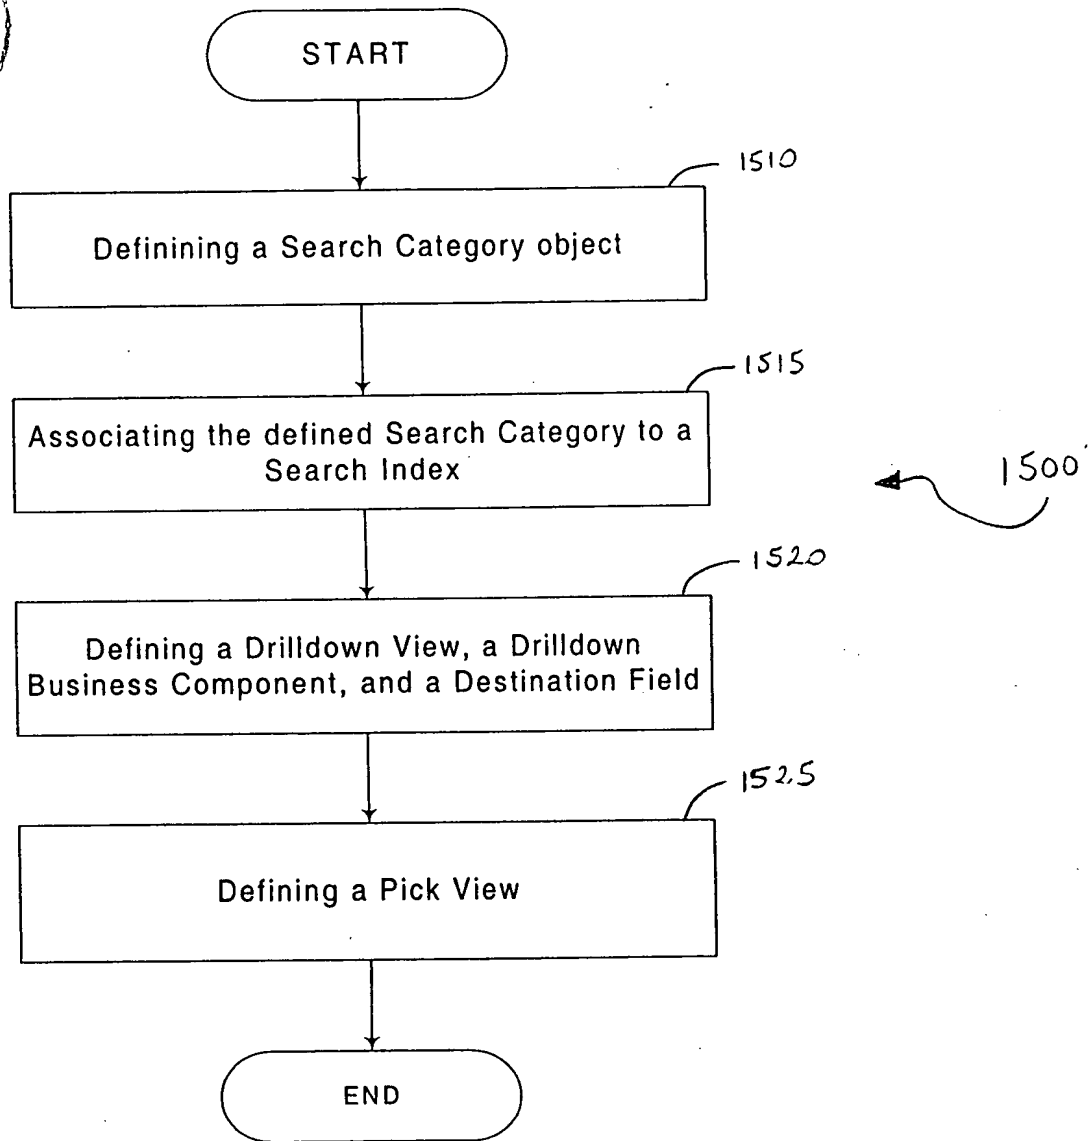 START
1510
Definining a Search Category object
1515
Associating the defined Search Category to a
Search Index
1500
1520
Defining a Drilldown View, a Drilldown
Business Component, and a Destination Field
1525
Defining a Pick View
END